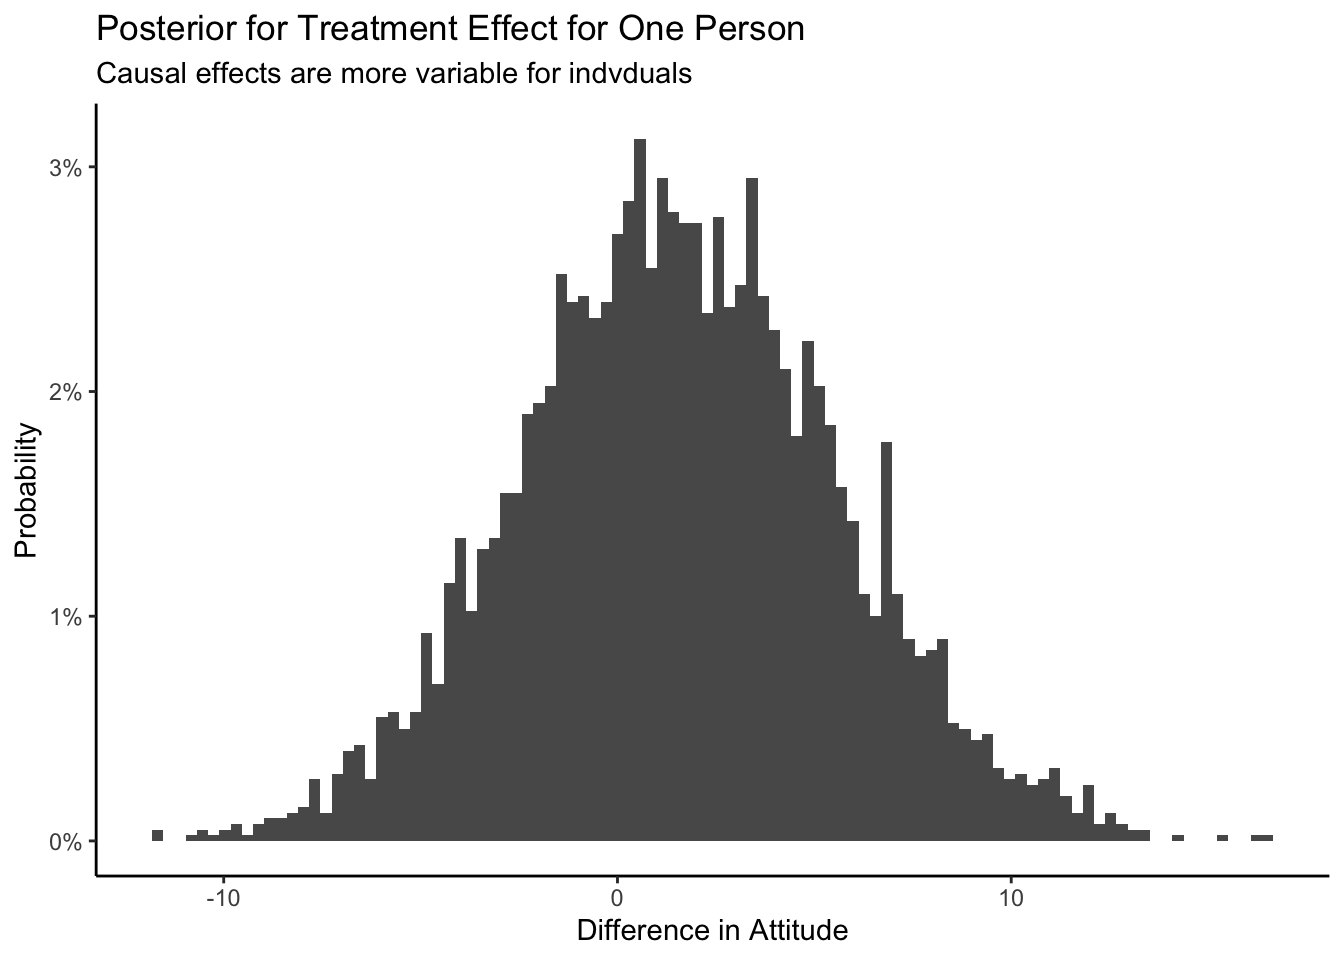 Posterior for Treatment Effect for One Person
Causal effects are more variable for indvduals
3%
2%
1%
0%
Probability
-10
0
10
Difference in Attitude